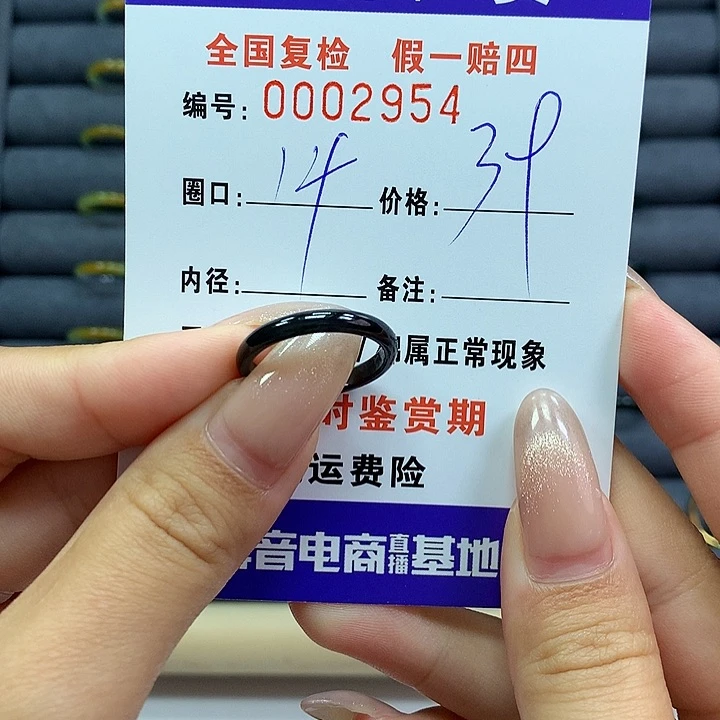 全国复检 假一赔四
编号: 0002954
圈口: 14 价格: 39
内径: 备注:
属正常现象
时鉴赏期
运费险
音电商直播基地